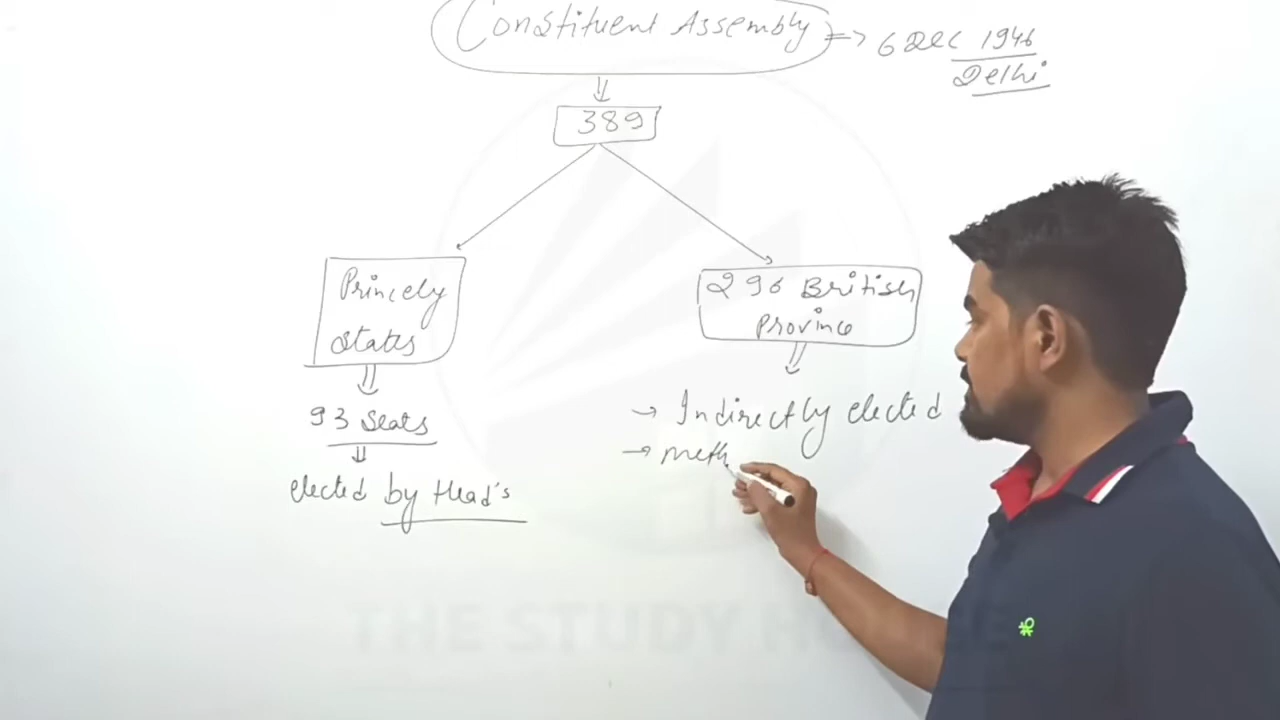 Constituent Assembly => 6 Dec 1946
Delhi
389
Princely
States
93 Seats
elected by Head's
296 British
Province
→ Indirectly elected
→ meth
THE STUDY HOUSE